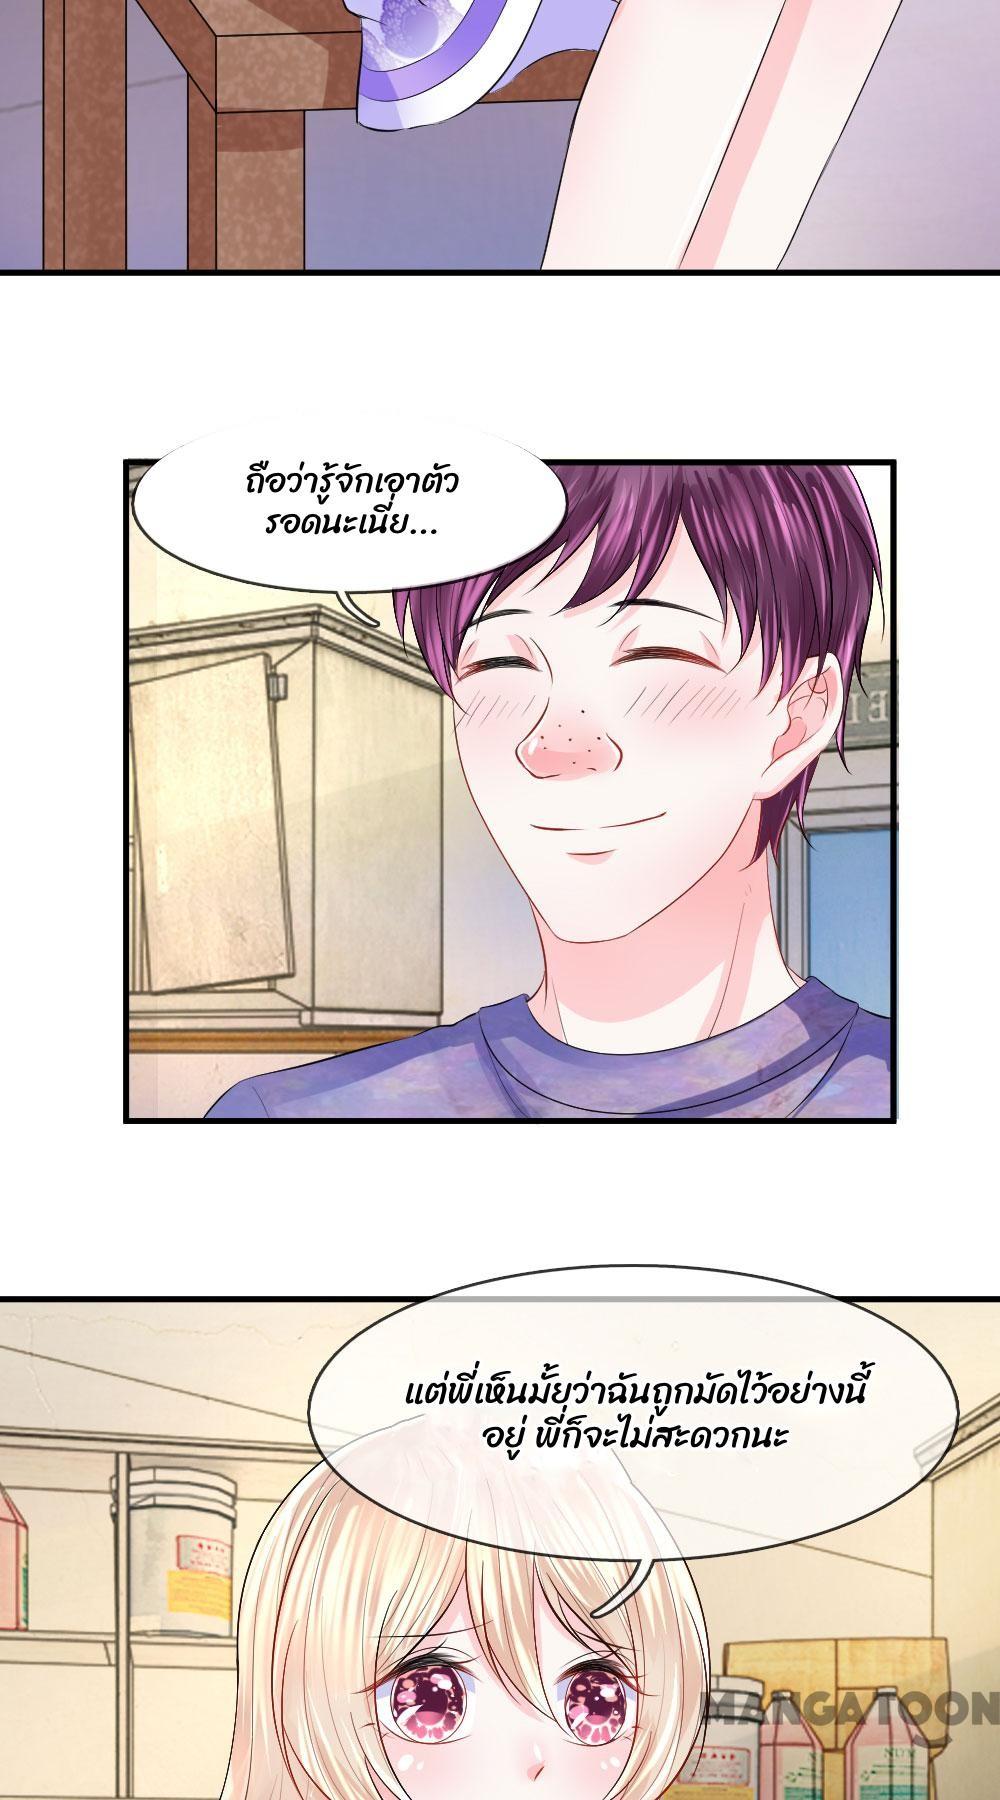 ถือว่ารู้จักเอาตัว
รอดนะเนี่ย...
แต่พี่เห็นมั้ยว่าฉันถูกมัดไว้อย่างนี้
อยู่ พี่ก็จะไม่สะดวกนะ
MANGATOON